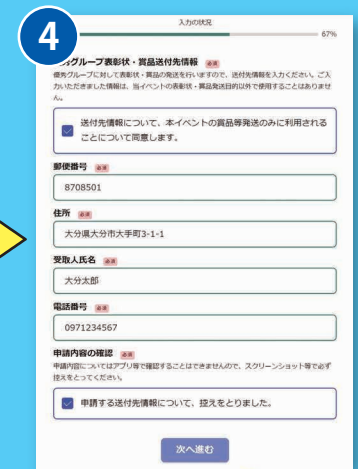 4
入力の状況
67%
優秀グループ表彰状・賞品送付先情報 必須
優秀グループに対して表彰状・賞品の発送を行いますので、送付先情報を入力ください。ご入
力いただきました情報は、当イベントの表彰状・賞品発送目的以外で使用することはありませ
ん。
送付先情報について、本イベントの賞品等発送のみに利用される
ことについて同意します。
郵便番号 必須
8708501
住所 必須
大分県大分市大手町3-1-1
受取人氏名 必須
大分太郎
電話番号 必須
0971234567
申請内容の確認 必須
申請内容についてはアプリ等で確認することはできませんので、スクリーンショット等で必ず
控えをとってください。
申請する送付先情報について、控えをとりました。
次へ進む